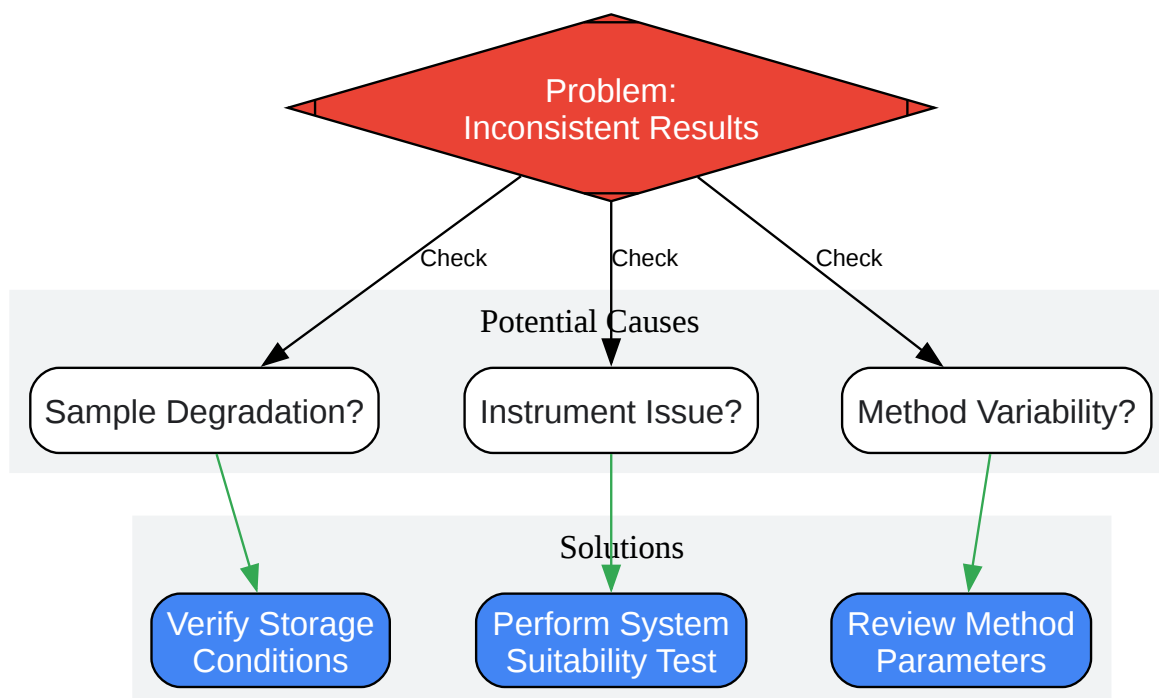 Problem:
Inconsistent Results
Check
Check
Check
Potential Causes
Sample Degradation?
Instrument Issue?
Method Variability?
Solutions
Verify Storage
Conditions
Perform System
Suitability Test
Review Method
Parameters